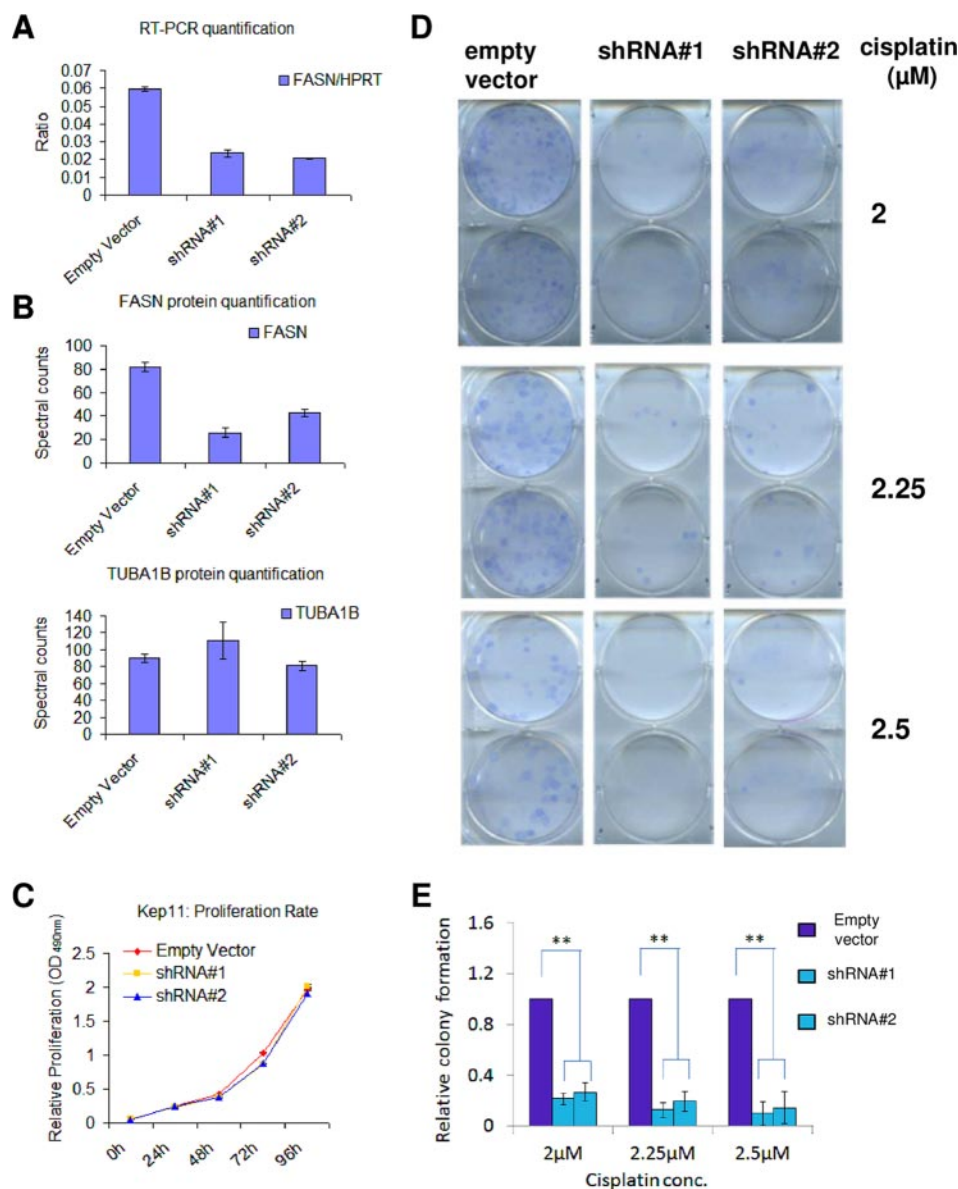 A
RT-PCR quantification
FASN/HPRT
Ratio
0.07
0.06
0.05
0.04
0.03
0.02
0.01
0
Empty Vector
shRNA#1
shRNA#2
B
FASN protein quantification
FASN
Spectral counts
100
80
60
40
20
0
Empty Vector
shRNA#1
shRNA#2
TUBA1B protein quantification
TUBA1B
Spectral counts
140
120
100
80
60
40
20
0
Empty Vector
shRNA#1
shRNA#2
C
Kep11: Proliferation Rate
Empty Vector
shRNA#1
shRNA#2
Relative Proliferation (OD 490nm)
2.5
2
1.5
1
0.5
0
0h
24h
48h
72h
96h
D
empty vector
shRNA#1
shRNA#2
cisplatin (µM)
2
2.25
2.5
E
Relative colony formation
1.6
1.2
0.8
0.4
0
**
**
**
Empty vector
shRNA#1
shRNA#2
2µM
2.25µM
2.5µM
Cisplatin conc.